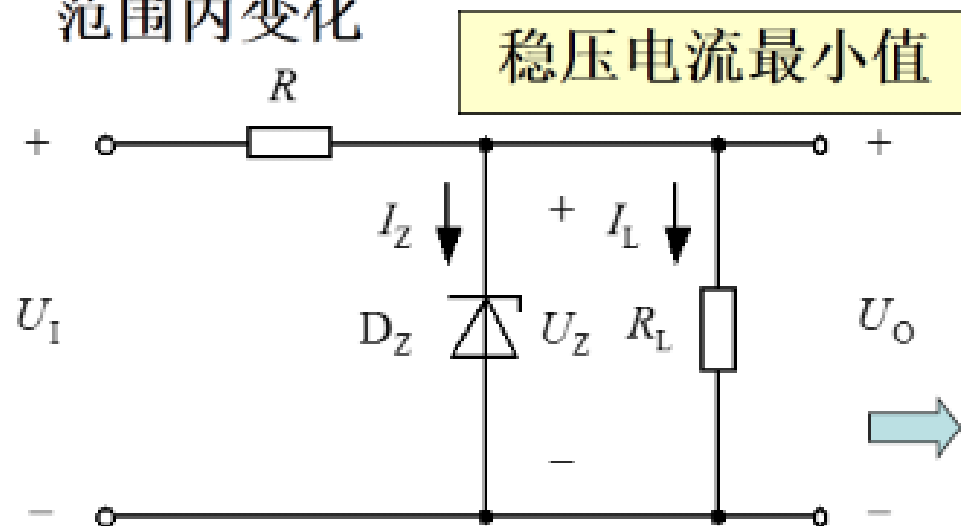 范围内变化
稳压电流最小值
R
+ +
I_Z + I_L
U_I D_Z U_Z R_L U_O
−
− −